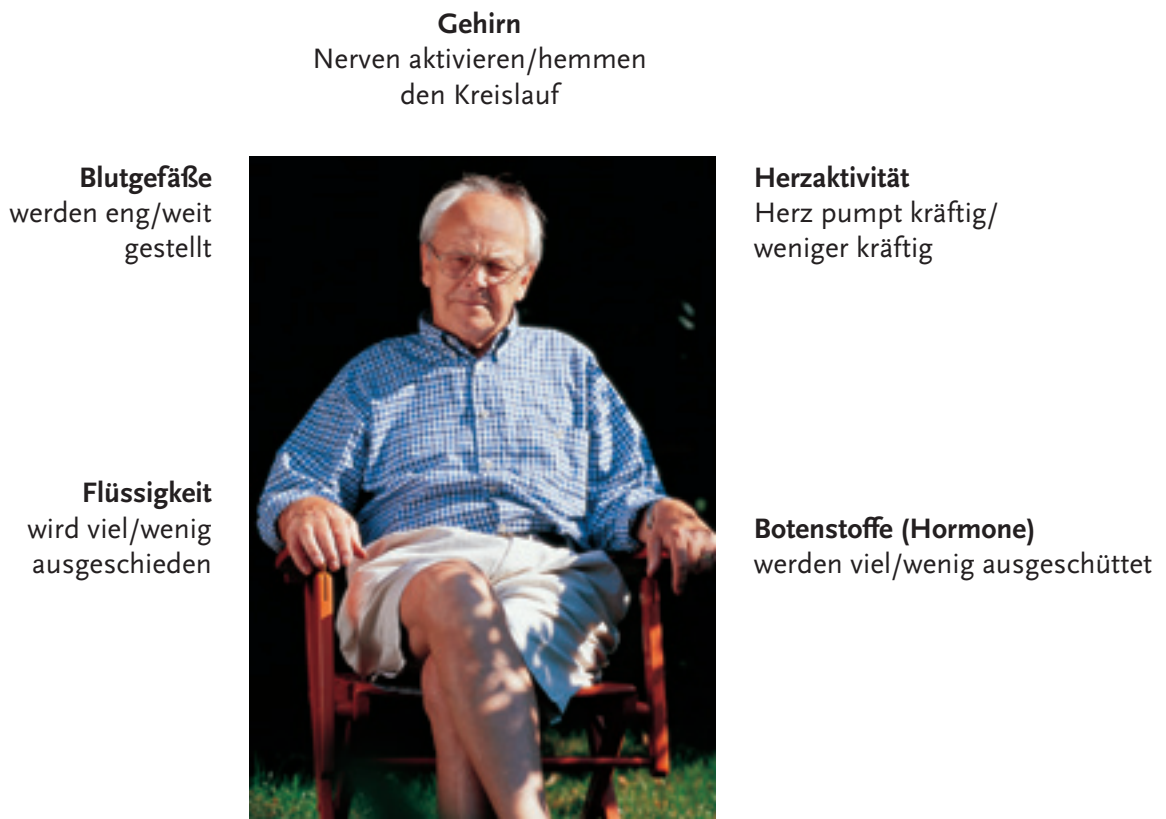 Gehirn
Nerven aktivieren/hemmen
den Kreislauf
Blutgefäße
werden eng/weit
gestellt
Herzaktivität
Herz pumpt kräftig/
weniger kräftig
Flüssigkeit
wird viel/wenig
ausgeschieden
Botenstoffe (Hormone)
werden viel/wenig ausgeschüttet